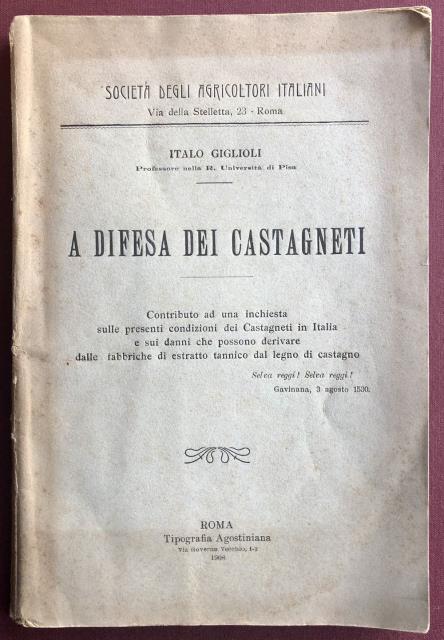 SOCIETÀ DEGLI AGRICOLTORI ITALIANI
Via della Stelletta, 23 - Roma
ITALO GIGLIOLI
Professore nella R. Università di Pisa
A DIFESA DEI CASTAGNETI
Contributo ad una inchiesta
sulle presenti condizioni dei Castagneti in Italia
e sui danni che possono derivare
dalle fabbriche di estratto tannico dal legno di castagno
Selva reggi! Selva reggi!
Gavinana, 3 agosto 1530.
ROMA
Tipografia Agostiniana
Via Governo Vecchio, 1-2
1908